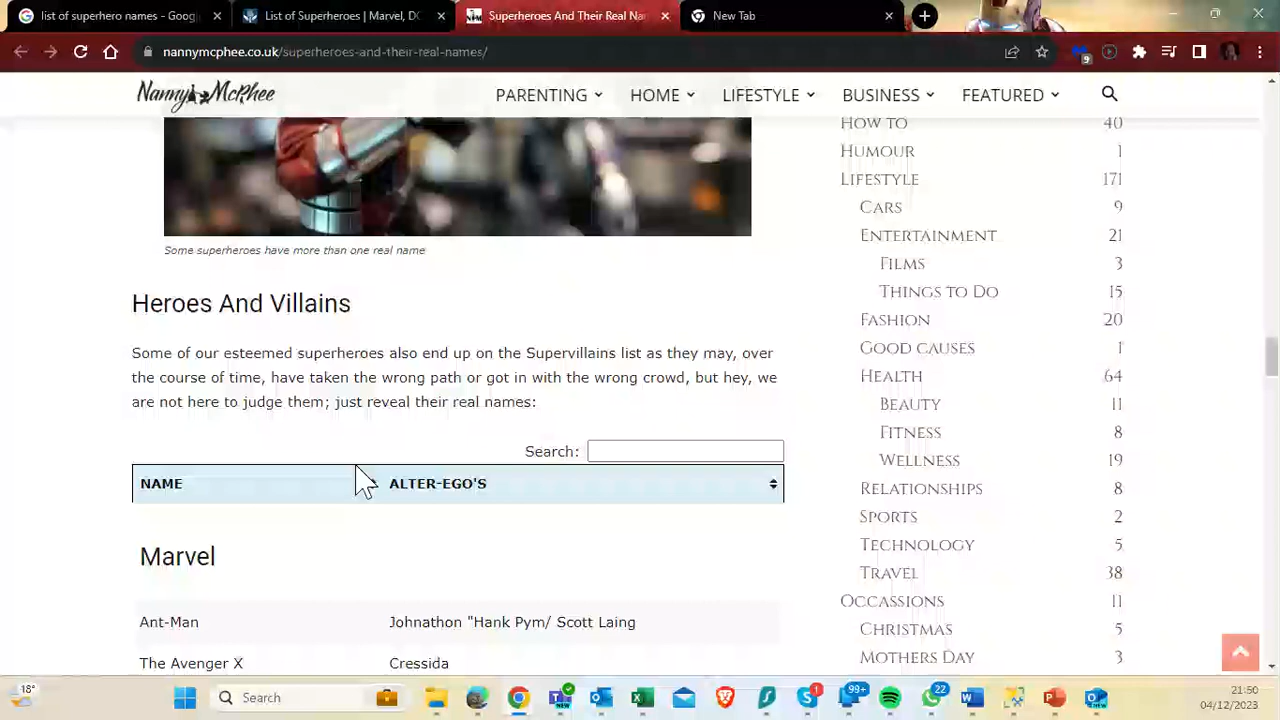 list of superhero names - Goog
List of Superheroes | Marvel, DC
Superheroes And Their Real Na
New Tab
nannymcphee.co.uk/superheroes-and-their-real-names/
9
Nanny McPhee
PARENTING
HOME
LIFESTYLE
BUSINESS
FEATURED
Some superheroes have more than one real name
Heroes And Villains
Some of our esteemed superheroes also end up on the Supervillains list as they may, over
the course of time, have taken the wrong path or got in with the wrong crowd, but hey, we
are not here to judge them; just reveal their real names:
Search:
NAME ALTER-EGO'S
Marvel
Ant-Man Johnathon "Hank Pym/ Scott Laing
The Avenger X Cressida
How to 40
Humour 1
Lifestyle 171
Cars 9
Entertainment 21
Films 3
Things to Do 15
Fashion 20
Good causes 1
Health 64
Beauty 11
Fitness 8
Wellness 19
Relationships 8
Sports 2
Technology 5
Travel 38
Occassions 11
Christmas 5
Mothers Day 3
18°
Search
NEW
1
99+
22
21:50
04/12/2023